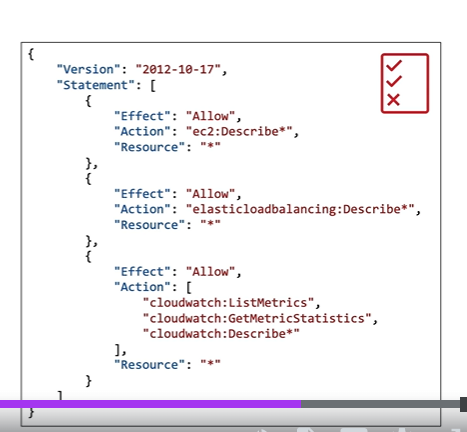 {
"Version": "2012-10-17",
"Statement": [
{
"Effect": "Allow",
"Action": "ec2:Describe*",
"Resource": "*"
},
{
"Effect": "Allow",
"Action": "elasticloadbalancing:Describe*",
"Resource": "*"
},
{
"Effect": "Allow",
"Action": [
"cloudwatch:ListMetrics",
"cloudwatch:GetMetricStatistics",
"cloudwatch:Describe*"
],
"Resource": "*"
}
]
}